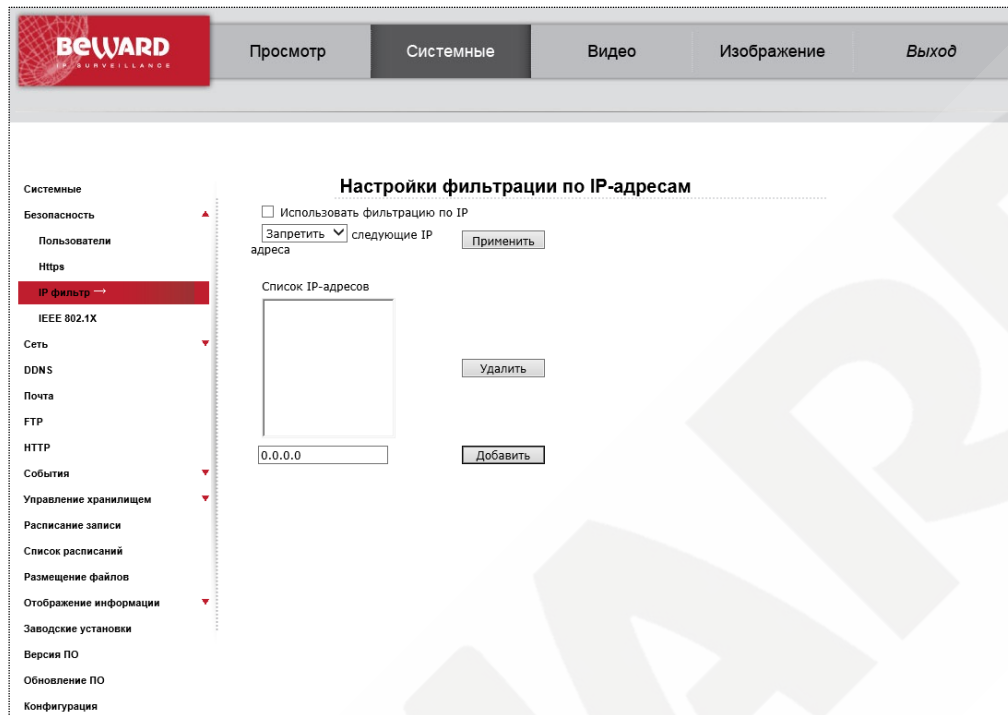 BEWARD
IP SURVEILLANCE
Просмотр
Системные
Видео
Изображение
Выход
Системные
Безопасность
Пользователи
Https
IP фильтр →
IEEE 802.1X
Сеть
DDNS
Почта
FTP
HTTP
События
Управление хранилищем
Расписание записи
Список расписаний
Размещение файлов
Отображение информации
Заводские установки
Версия ПО
Обновление ПО
Конфигурация
Настройки фильтрации по IP-адресам
Использовать фильтрацию по IP
Запретить следующие IP
адреса
Применить
Список IP-адресов
Удалить
0.0.0.0
Добавить